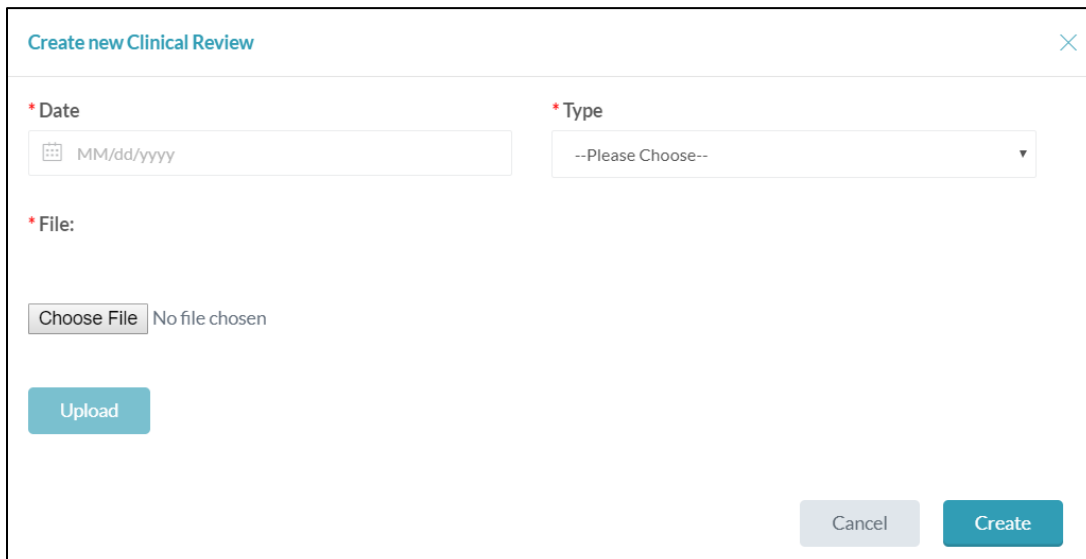 Create new Clinical Review
* Date
* Type
MM/dd/yyyy
--Please Choose--
* File:
Choose File No file chosen
Upload
Cancel
Create